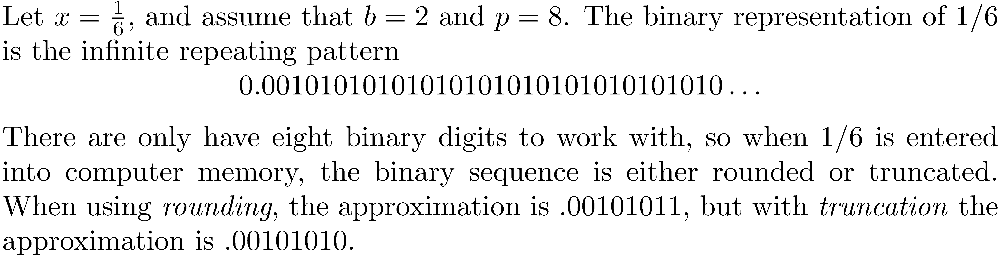 Let x = 1/6, and assume that b = 2 and p = 8. The binary representation of 1/6
is the infinite repeating pattern
0.00101010101010101010101010101010...
There are only have eight binary digits to work with, so when 1/6 is entered
into computer memory, the binary sequence is either rounded or truncated.
When using rounding, the approximation is .00101011, but with truncation the
approximation is .00101010.